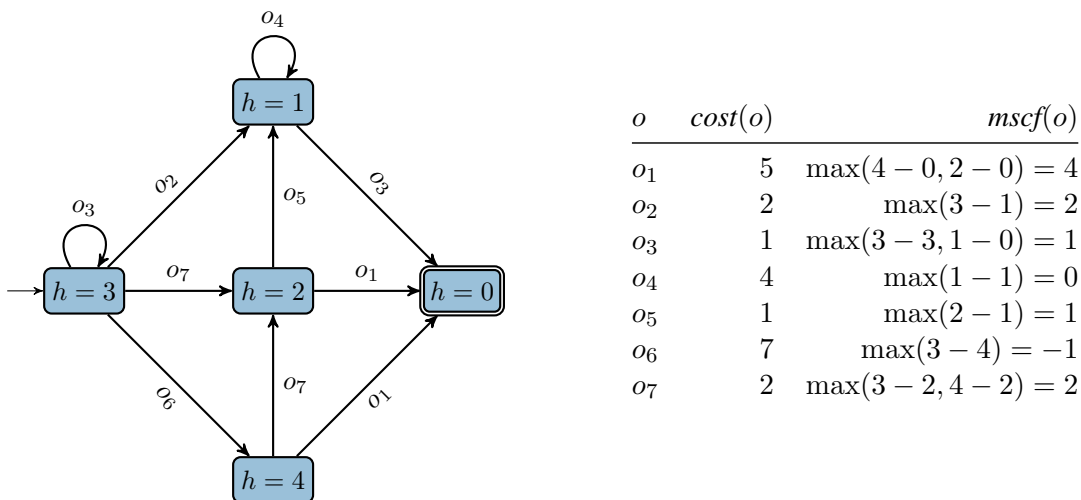 o₄
h = 1
o₂
o₅
o₃
o₃
h = 3
o₇
h = 2
o₁
h = 0
o₆
o₇
o₁
h = 4
o cost(o) mscf(o)
o₁ 5 max(4 − 0, 2 − 0) = 4
o₂ 2 max(3 − 1) = 2
o₃ 1 max(3 − 3, 1 − 0) = 1
o₄ 4 max(1 − 1) = 0
o₅ 1 max(2 − 1) = 1
o₆ 7 max(3 − 4) = −1
o₇ 2 max(3 − 2, 4 − 2) = 2